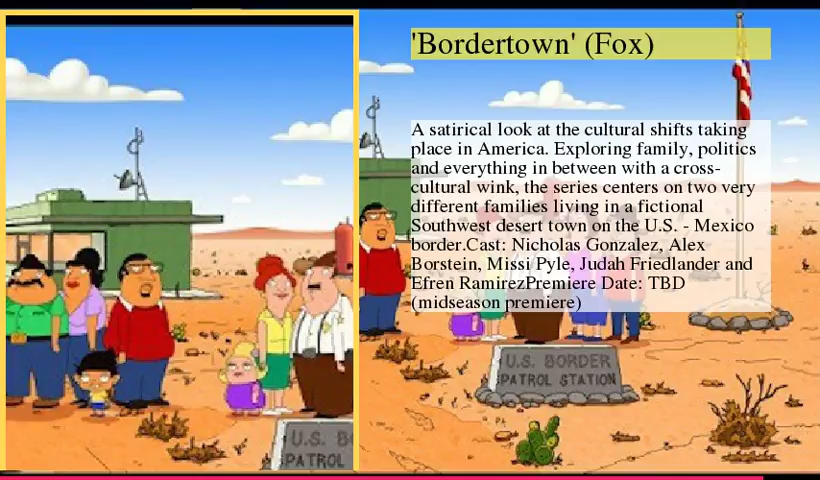 'Bordertown' (Fox)
A satirical look at the cultural shifts taking
place in America. Exploring family, politics
and everything in between with a cross-
cultural wink, the series centers on two very
different families living in a fictional
Southwest desert town on the U.S. - Mexico
border.Cast: Nicholas Gonzalez, Alex
Borstein, Missi Pyle, Judah Friedlander and
Efren RamirezPremiere Date: TBD
(midseason premiere)
U.S. BORDER
PATROL STATION
U.S. BO
PATROL